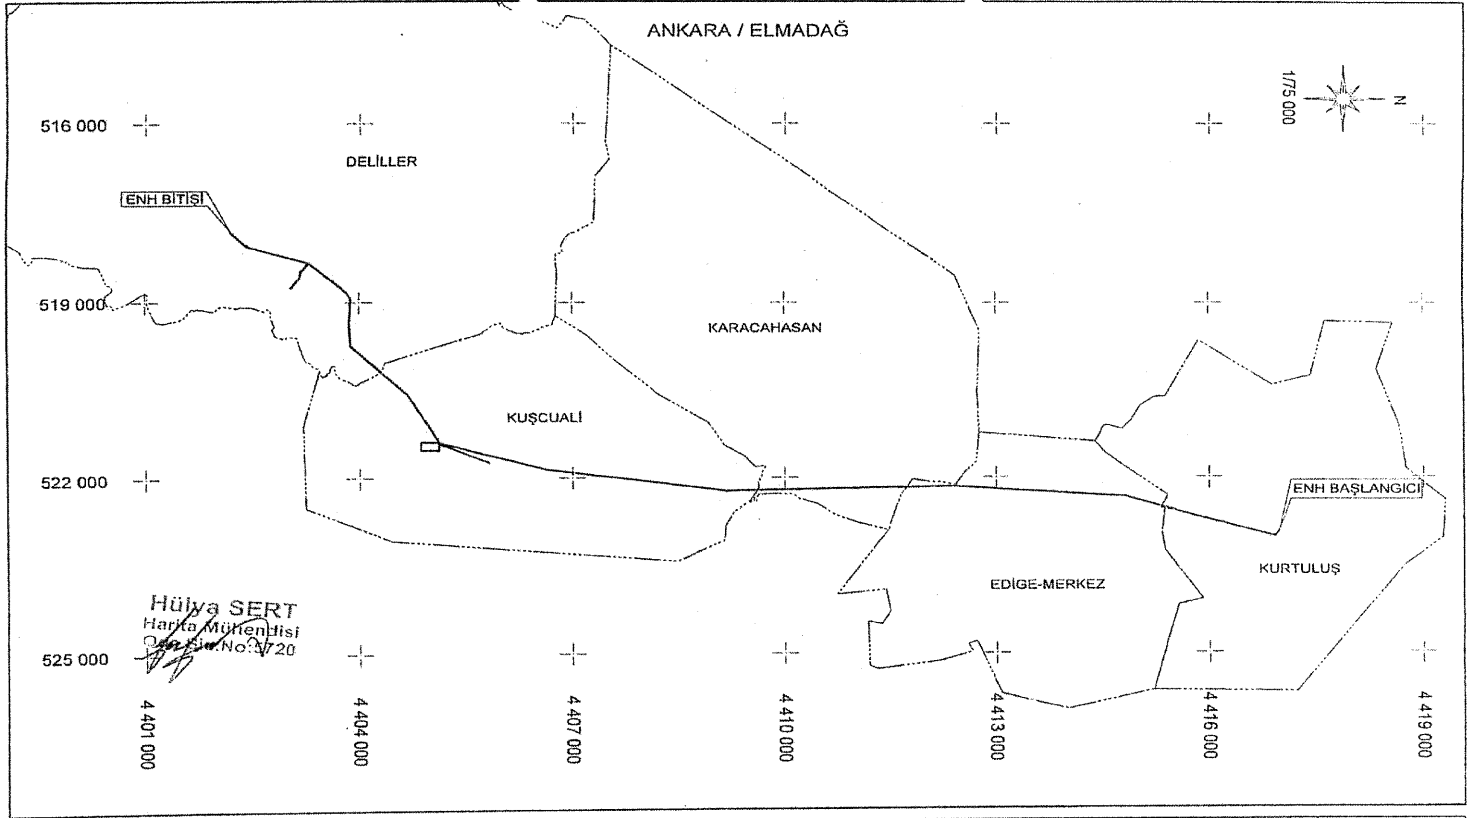 ANKARA / ELMADAĞ
1/75 000
N
516 000
DELİLLER
ENH BİTİŞİ
519 000
KARACAHASAN
KUŞCUALİ
522 000
ENH BAŞLANGICI
EDİGE-MERKEZ
KURTULUŞ
Hülya SERT
Harita Mühendisi
No:5720
525 000
4 401 000
4 404 000
4 407 000
4 410 000
4 413 000
4 416 000
4 419 000